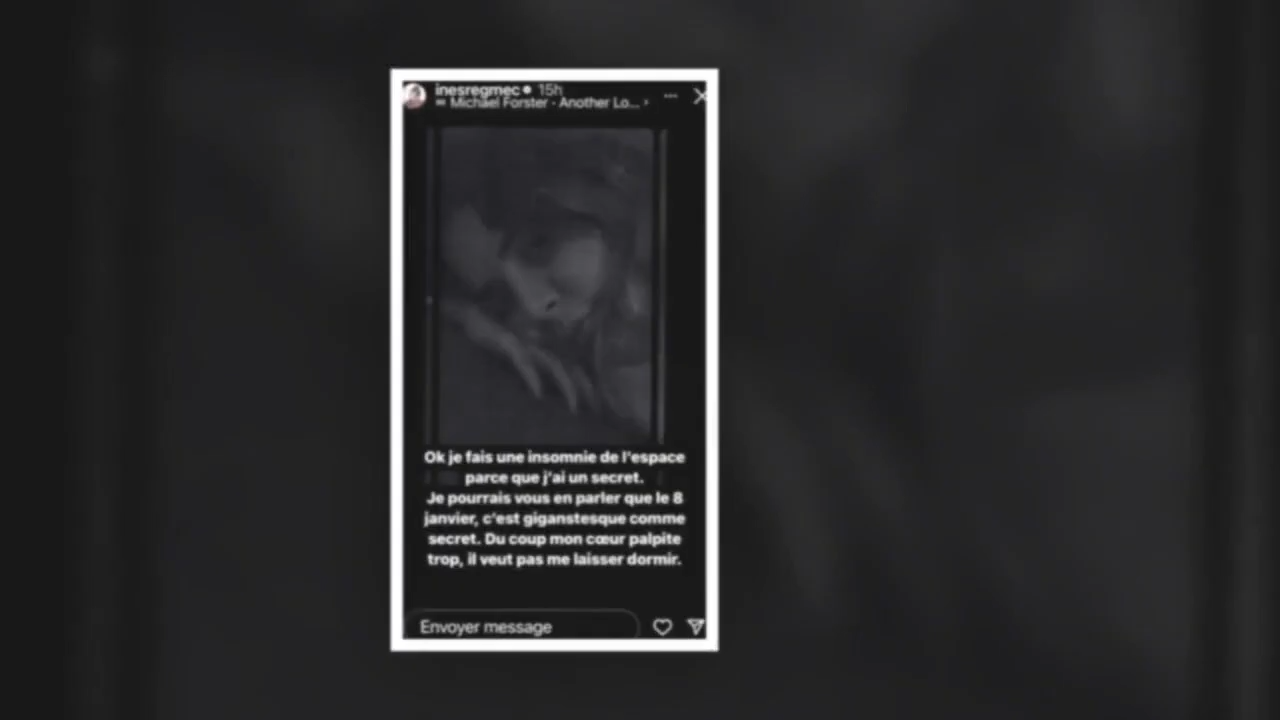 inesregmec 15h
Michael Forster - Another Lo...
Ok je fais une insomnie de l'espace
parce que j'ai un secret.
Je pourrais vous en parler que le 8
janvier, c'est giganstesque comme
secret. Du coup mon cœur palpite
trop, il veut pas me laisser dormir.
Envoyer message